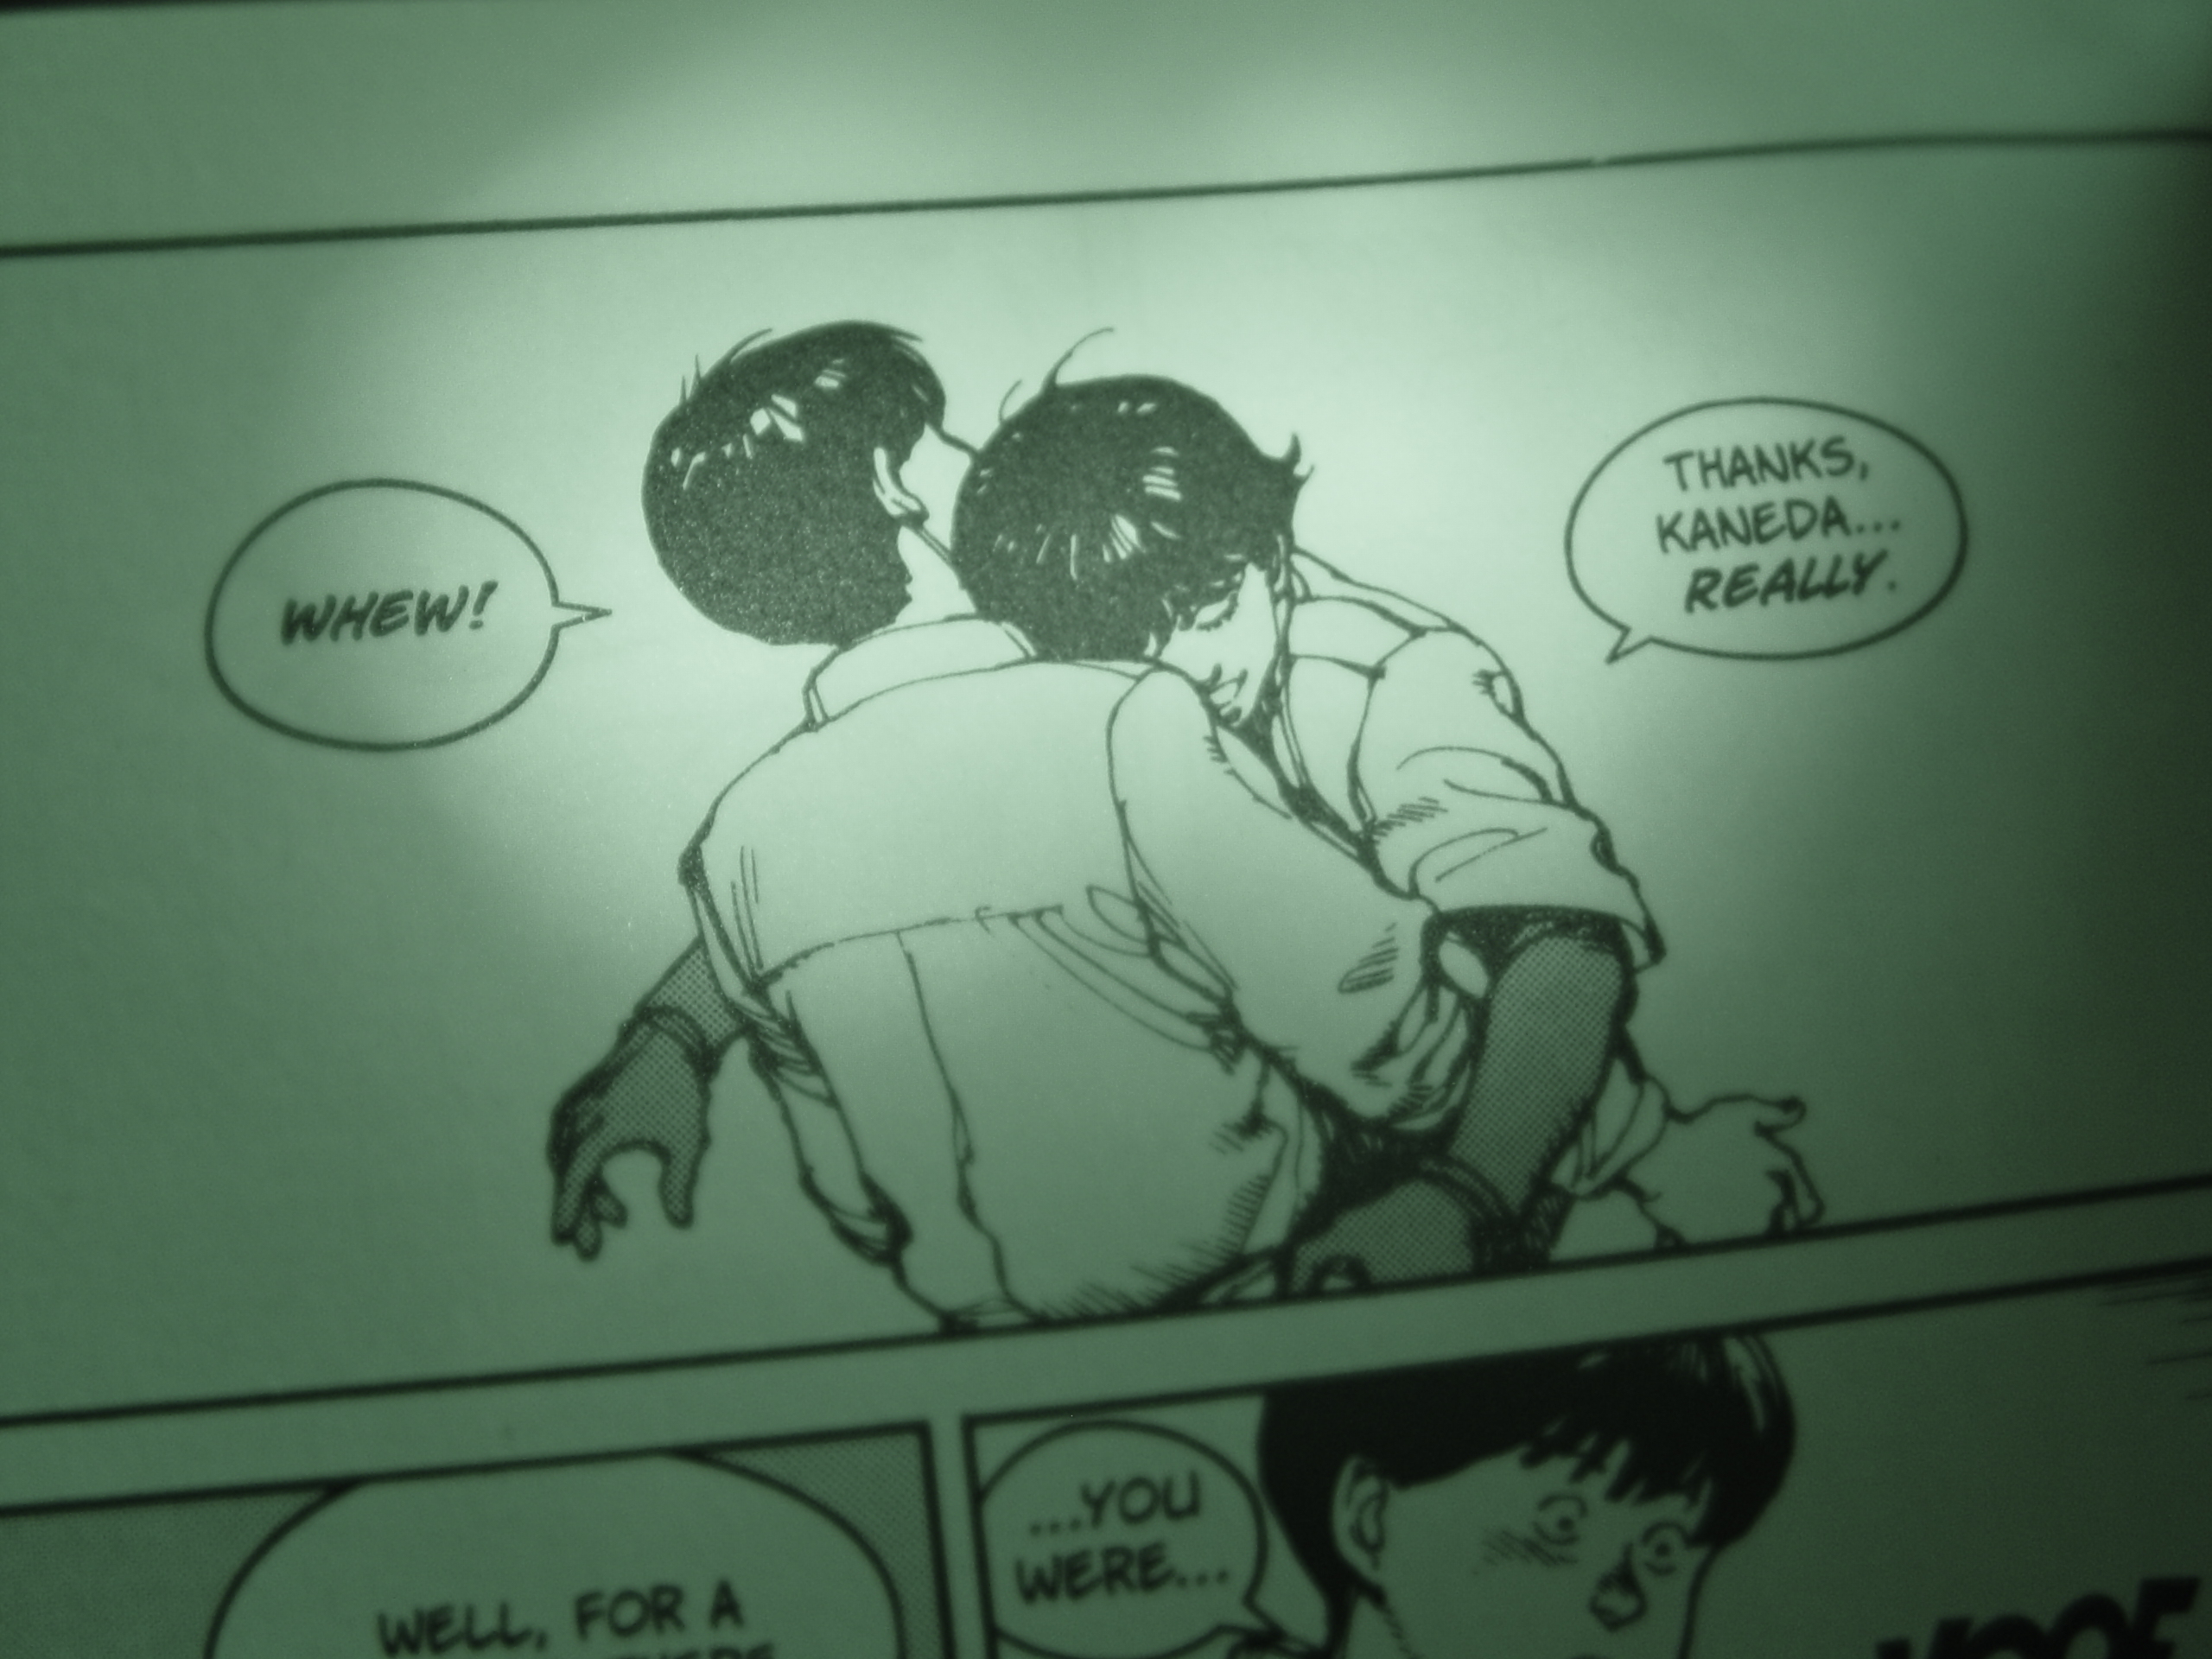 WHEW!
THANKS,
KANEDA...
REALLY.
WELL, FOR A
...YOU
WERE...